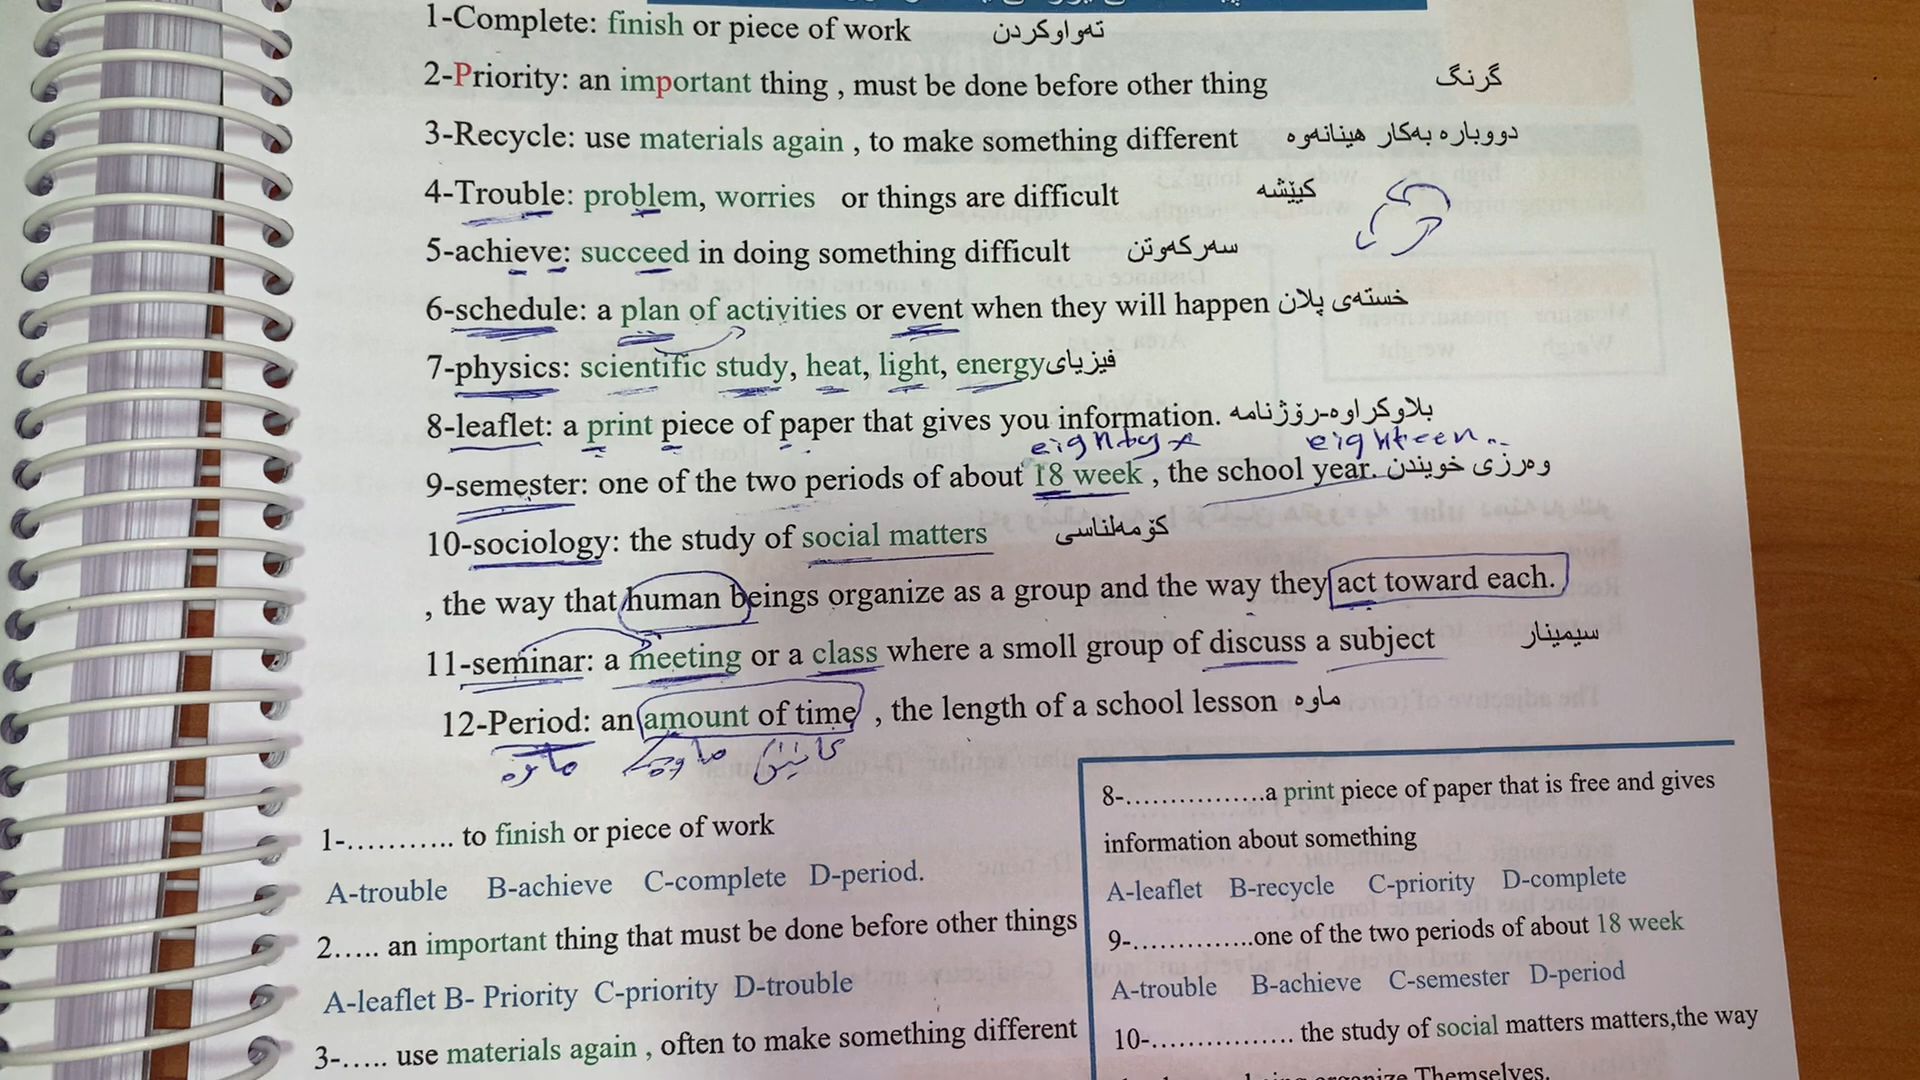 1-Complete: finish or piece of work تەواوکردن
2-Priority: an important thing , must be done before other thing گرنگ
3-Recycle: use materials again , to make something different دووبارە بەکار هینانەوە
4-Trouble: problem, worries or things are difficult کێشە
5-achieve: succeed in doing something difficult سەرکەوتن
6-schedule: a plan of activities or event when they will happen خستەی پلان
7-physics: scientific study, heat, light, energy فیزیای
8-leaflet: a print piece of paper that gives you information. بلاوکراوە-رۆژنامە
eighty x eighteen..
9-semester: one of the two periods of about 18 week , the school year. وەرزی خویندن
10-sociology: the study of social matters کۆمەلناسی
, the way that human beings organize as a group and the way they act toward each.
11-seminar: a meeting or a class where a smoll group of discuss a subject سیمینار
12-Period: an amount of time , the length of a school lesson ماوە
ماوە
1-........... to finish or piece of work
A-trouble B-achieve C-complete D-period.
2..... an important thing that must be done before other things
A-leaflet B- Priority C-priority D-trouble
3-..... use materials again , often to make something different
8-................a print piece of paper that is free and gives
information about something
A-leaflet B-recycle C-priority D-complete
9-..............one of the two periods of about 18 week
A-trouble B-achieve C-semester D-period
10-................ the study of social matters matters,the way
organize Themselves.